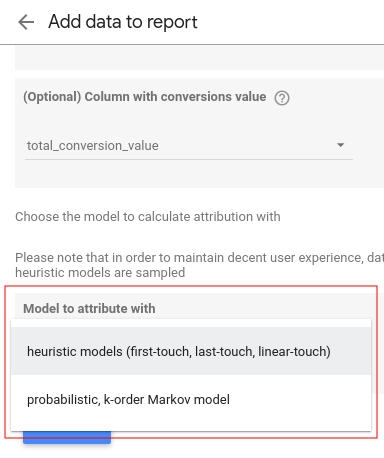 Add data to report
(Optional) Column with conversions value
total_conversion_value
Choose the model to calculate attribution with
Please note that in order to maintain decent user experience, dat
heuristic models are sampled
Model to attribute with
heuristic models (first-touch, last-touch, linear-touch)
probabilistic, k-order Markov model